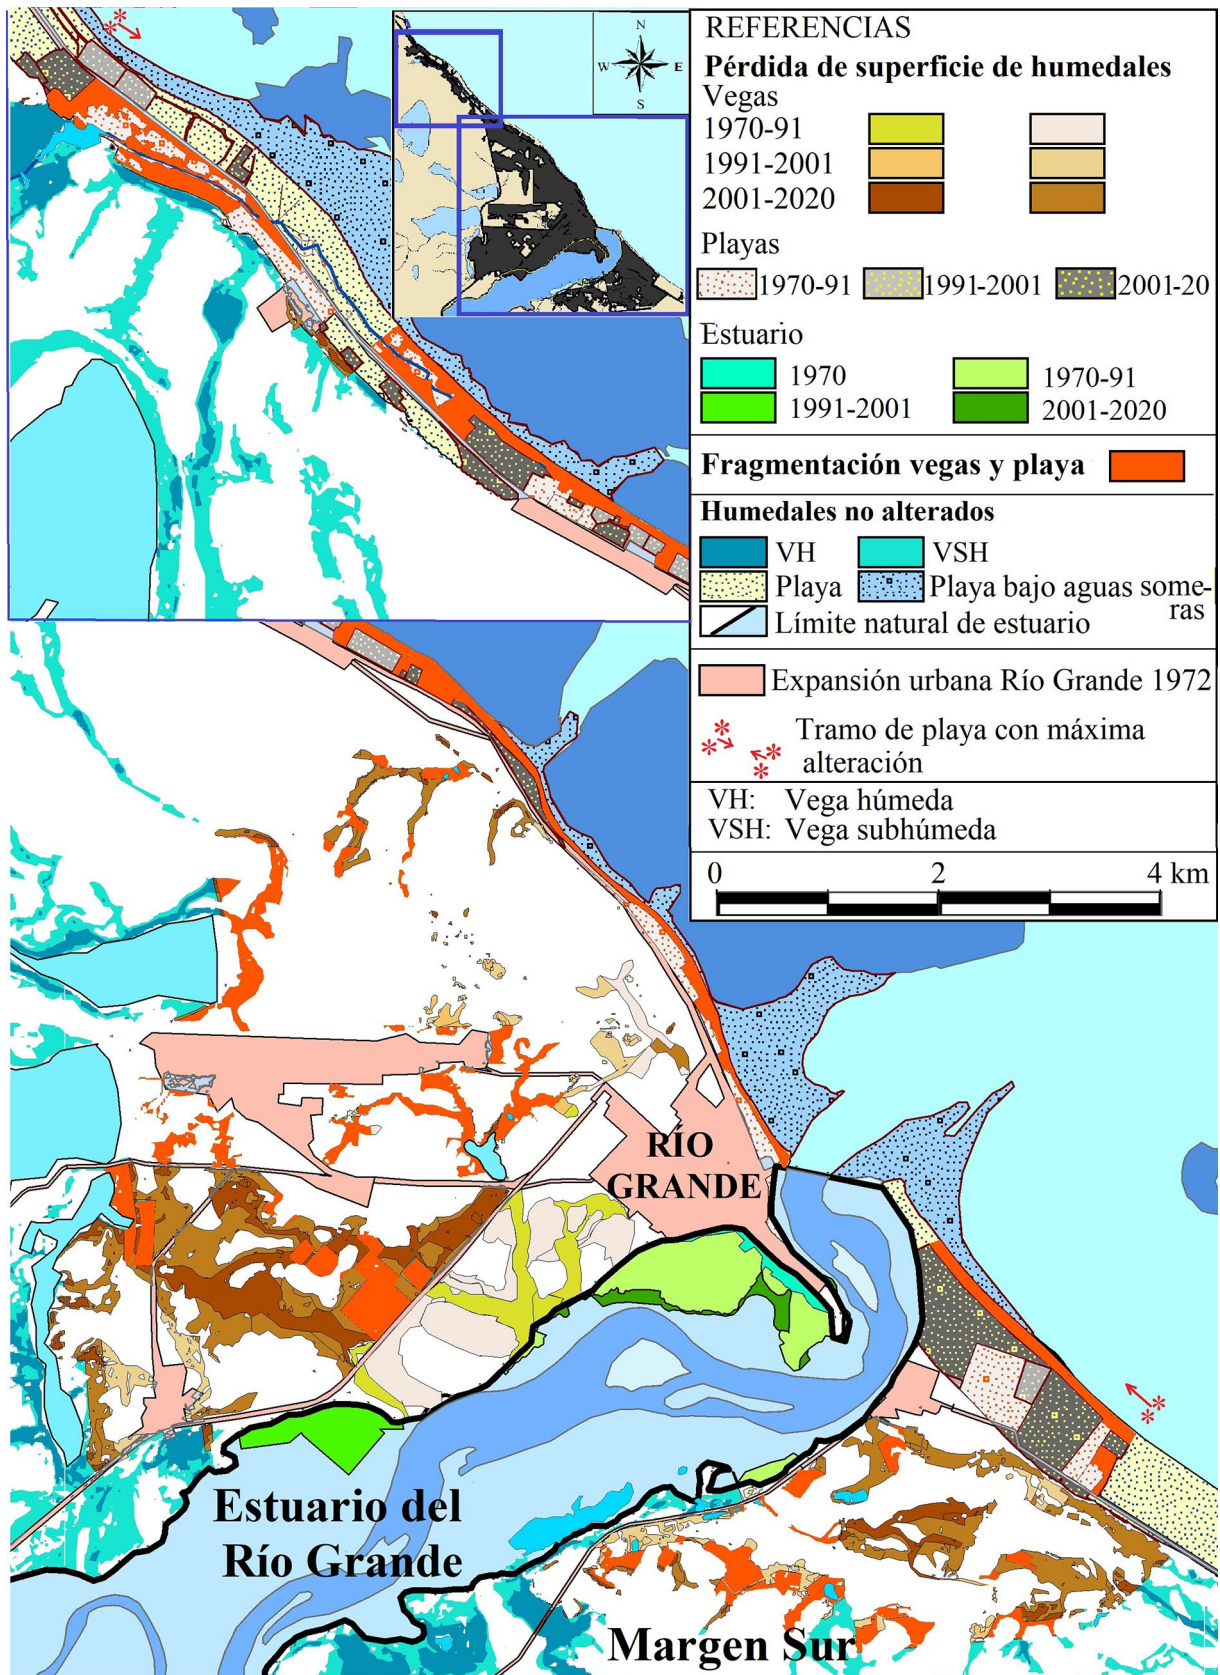 N
W E
S
REFERENCIAS
Pérdida de superficie de humedales
Vegas
1970-91
1991-2001
2001-2020
Playas
1970-91 1991-2001 2001-20
Estuario
1970 1970-91
1991-2001 2001-2020
Fragmentación vegas y playa
Humedales no alterados
VH VSH
Playa Playa bajo aguas some-
ras
Límite natural de estuario
Expansión urbana Río Grande 1972
Tramo de playa con máxima
alteración
VH: Vega húmeda
VSH: Vega subhúmeda
0 2 4 km
RÍO
GRANDE
Estuario del
Río Grande
Margen Sur